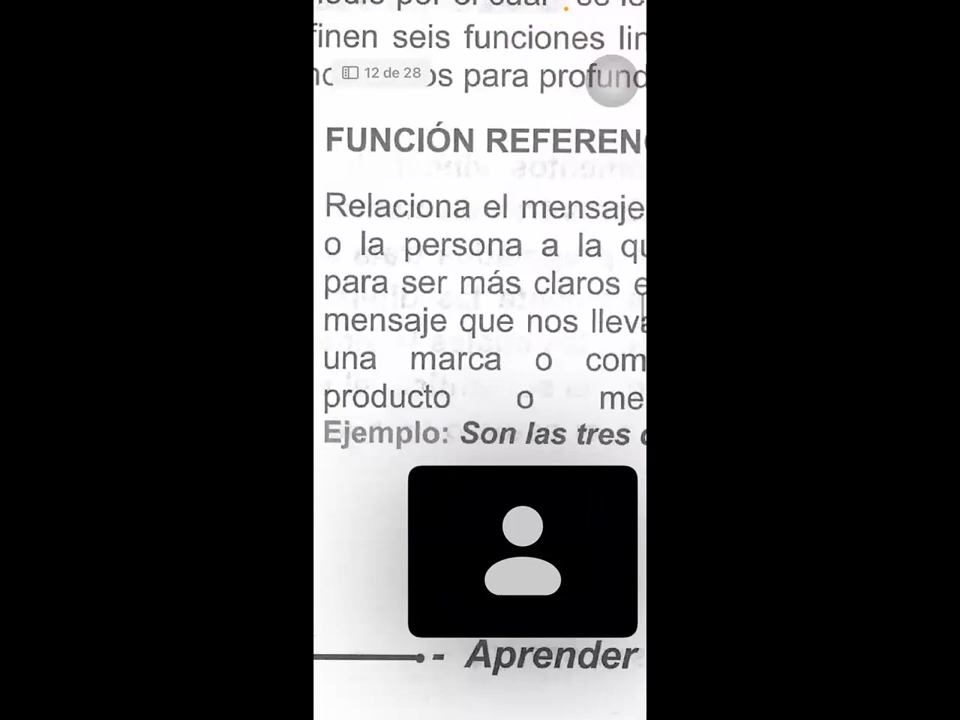 finen seis funciones lin
12 de 28
os para profund
FUNCIÓN REFEREN
Relaciona el mensaje
o la persona a la qu
para ser más claros e
mensaje que nos lleva
una marca o com
producto o me
Ejemplo: Son las tres
- Aprender